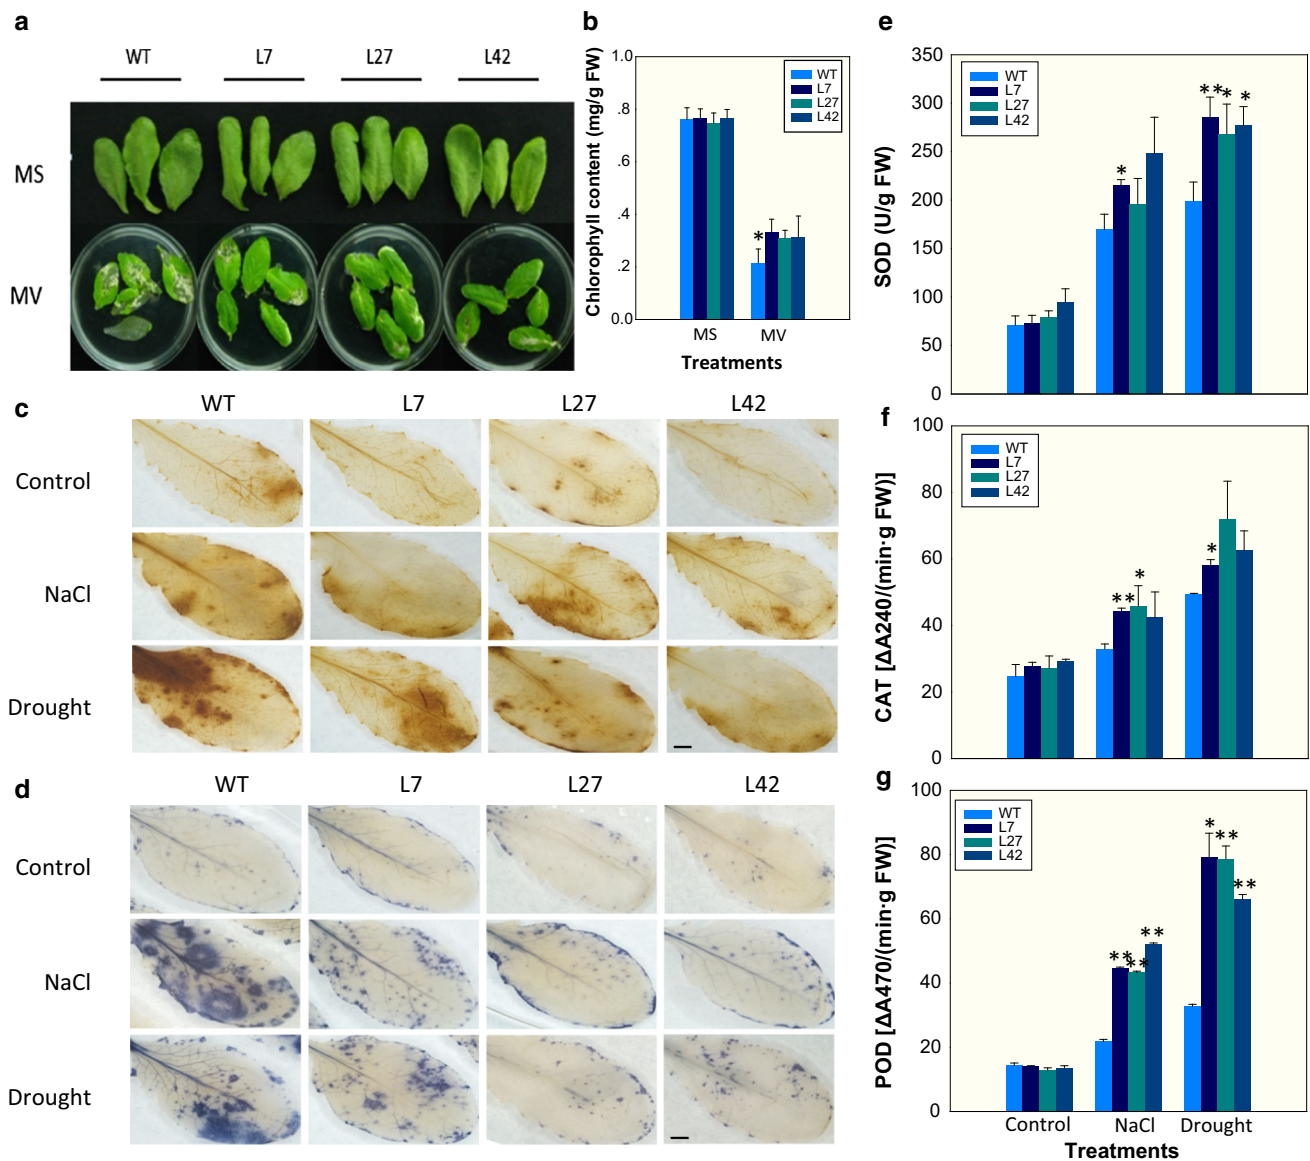 a
WT L7 L27 L42
MS
MV
b
Chlorophyll content (mg/g FW)
1.0
.8
.6
.4
.2
0.0
WT
L7
L27
L42
*
MS MV
Treatments
c
WT L7 L27 L42
Control
NaCl
Drought
d
WT L7 L27 L42
Control
NaCl
Drought
e
SOD (U/g FW)
350
300
250
200
150
100
50
0
WT
L7
L27
L42
*
** * *
f
CAT [ΔA240/(min·g FW)]
100
80
60
40
20
0
WT
L7
L27
L42
** *
*
g
POD [ΔA470/(min·g FW)]
100
80
60
40
20
0
WT
L7
L27
L42
** ** **
* ** **
Control NaCl Drought
Treatments